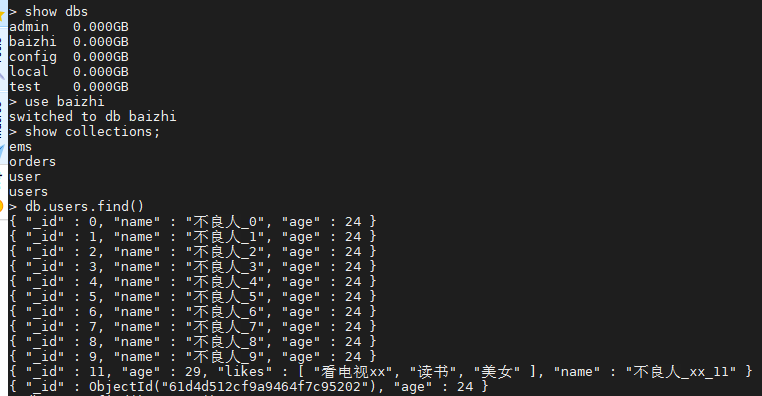 > show dbs
admin   0.000GB
baizhi  0.000GB
config  0.000GB
local   0.000GB
test    0.000GB
> use baizhi
switched to db baizhi
> show collections;
ems
orders
user
users
> db.users.find()
{ "_id" : 0, "name" : "不良人_0", "age" : 24 }
{ "_id" : 1, "name" : "不良人_1", "age" : 24 }
{ "_id" : 2, "name" : "不良人_2", "age" : 24 }
{ "_id" : 3, "name" : "不良人_3", "age" : 24 }
{ "_id" : 4, "name" : "不良人_4", "age" : 24 }
{ "_id" : 5, "name" : "不良人_5", "age" : 24 }
{ "_id" : 6, "name" : "不良人_6", "age" : 24 }
{ "_id" : 7, "name" : "不良人_7", "age" : 24 }
{ "_id" : 8, "name" : "不良人_8", "age" : 24 }
{ "_id" : 9, "name" : "不良人_9", "age" : 24 }
{ "_id" : 11, "age" : 29, "likes" : [ "看电视xx", "读书", "美女" ], "name" : "不良人_xx_11" }
{ "_id" : ObjectId("61d4d512cf9a9464f7c95202"), "age" : 24 }